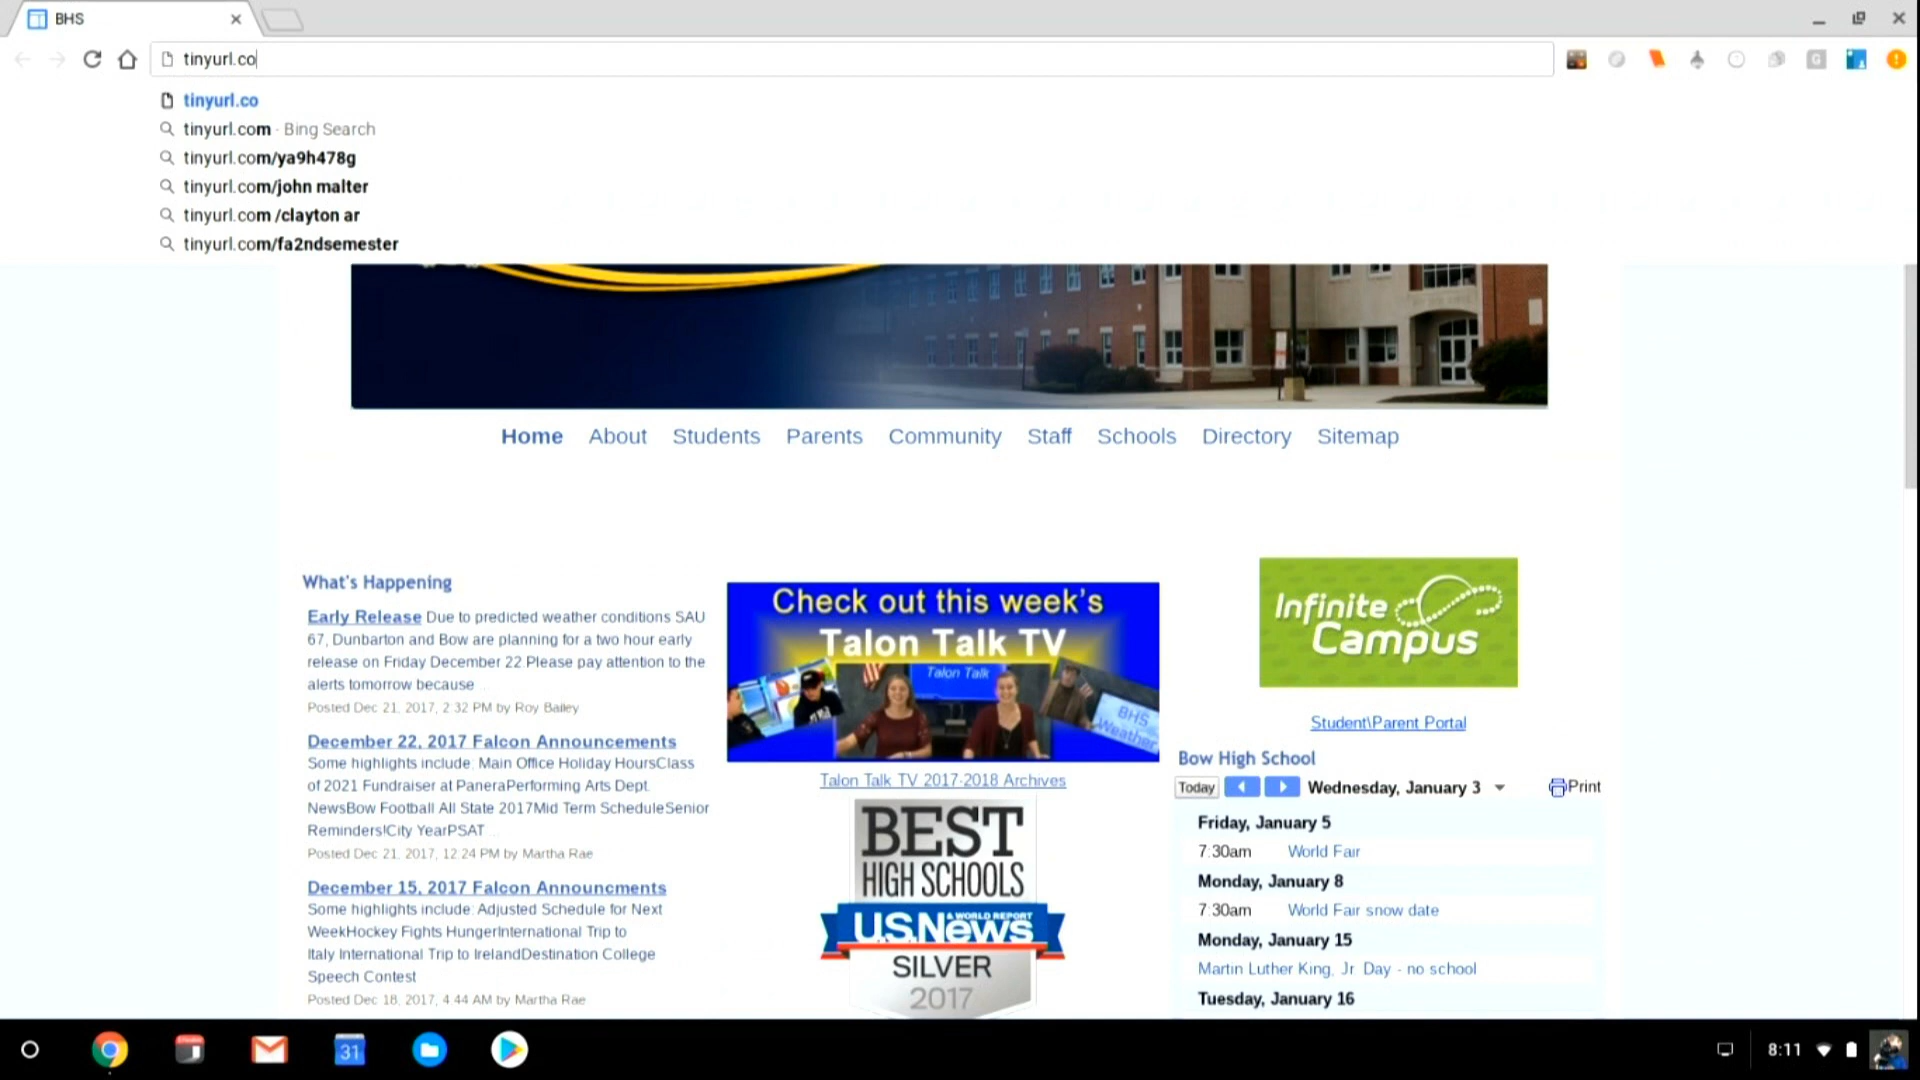 BHS
tinyurl.co
tinyurl.co
tinyurl.com - Bing Search
tinyurl.com/ya9h478g
tinyurl.com/john malter
tinyurl.com /clayton ar
tinyurl.com/fa2ndsemester
Home About Students Parents Community Staff Schools Directory Sitemap
What's Happening
Early Release Due to predicted weather conditions SAU
67, Dunbarton and Bow are planning for a two hour early
release on Friday December 22 Please pay attention to the
alerts tomorrow because ...
Posted Dec 21, 2017, 2:32 PM by Roy Bailey
December 22, 2017 Falcon Announcements
Some highlights include: Main Office Holiday HoursClass
of 2021 Fundraiser at PaneraPerforming Arts Dept.
NewsBow Football All State 2017Mid Term ScheduleSenior
Reminders!City YearPSAT ...
Posted Dec 21, 2017, 12:24 PM by Martha Rae
December 15, 2017 Falcon Announcements
Some highlights include: Adjusted Schedule for Next
WeekHockey Fights HungerInternational Trip to
Italy International Trip to IrelandDestination College
Speech Contest
Posted Dec 18, 2017, 4:44 AM by Martha Rae
Check out this week's
Talon Talk TV
Talon Talk
BHS
Weather
Talon Talk TV 2017-2018 Archives
BEST
HIGH SCHOOLS
U.S.News
& WORLD REPORT
SILVER
2017
Infinite
Campus
Student\Parent Portal
Bow High School
Today Wednesday, January 3 Print
Friday, January 5
7:30am World Fair
Monday, January 8
7:30am World Fair snow date
Monday, January 15
Martin Luther King, Jr. Day - no school
Tuesday, January 16
31
8:11